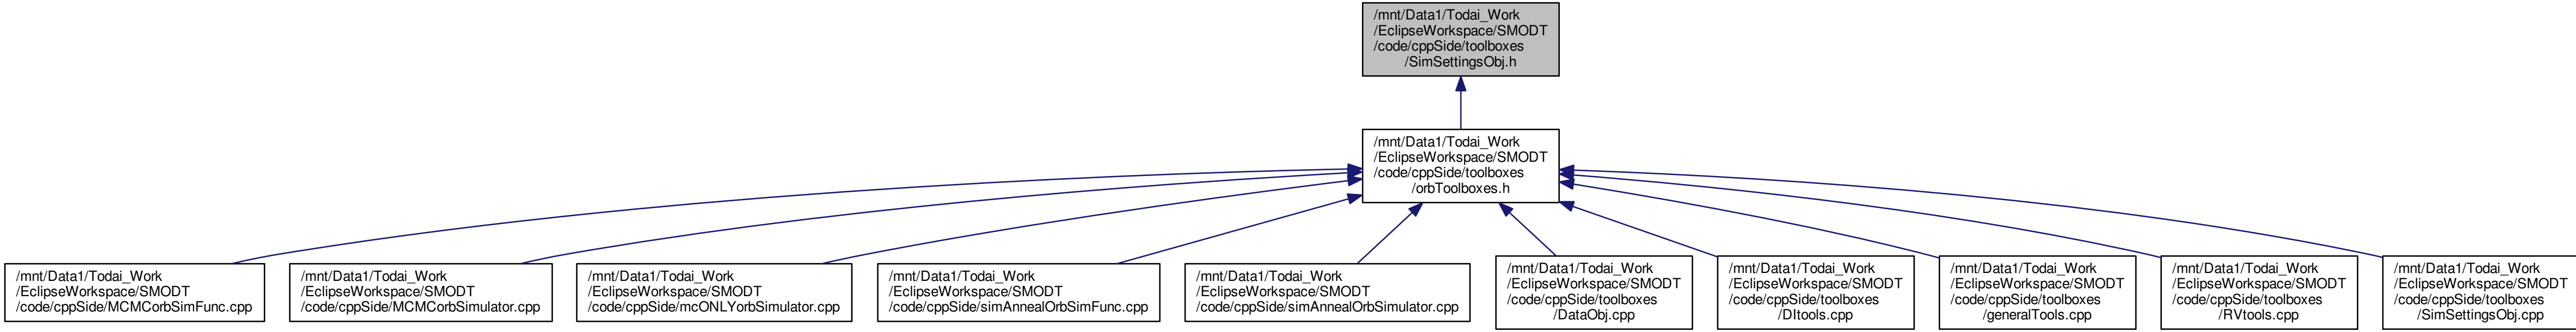 /mnt/Data1/Todai_Work
/EclipseWorkspace/SMODT
/code/cppSide/toolboxes
/SimSettingsObj.h
/mnt/Data1/Todai_Work
/EclipseWorkspace/SMODT
/code/cppSide/toolboxes
/orbToolboxes.h
/mnt/Data1/Todai_Work
/EclipseWorkspace/SMODT
/code/cppSide/MCMCorbSimFunc.cpp
/mnt/Data1/Todai_Work
/EclipseWorkspace/SMODT
/code/cppSide/MCMCorbSimulator.cpp
/mnt/Data1/Todai_Work
/EclipseWorkspace/SMODT
/code/cppSide/mcONLYorbSimulator.cpp
/mnt/Data1/Todai_Work
/EclipseWorkspace/SMODT
/code/cppSide/simAnnealOrbSimFunc.cpp
/mnt/Data1/Todai_Work
/EclipseWorkspace/SMODT
/code/cppSide/simAnnealOrbSimulator.cpp
/mnt/Data1/Todai_Work
/EclipseWorkspace/SMODT
/code/cppSide/toolboxes
/DataObj.cpp
/mnt/Data1/Todai_Work
/EclipseWorkspace/SMODT
/code/cppSide/toolboxes
/DItools.cpp
/mnt/Data1/Todai_Work
/EclipseWorkspace/SMODT
/code/cppSide/toolboxes
/generalTools.cpp
/mnt/Data1/Todai_Work
/EclipseWorkspace/SMODT
/code/cppSide/toolboxes
/RVtools.cpp
/mnt/Data1/Todai_Work
/EclipseWorkspace/SMODT
/code/cppSide/toolboxes
/SimSettingsObj.cpp